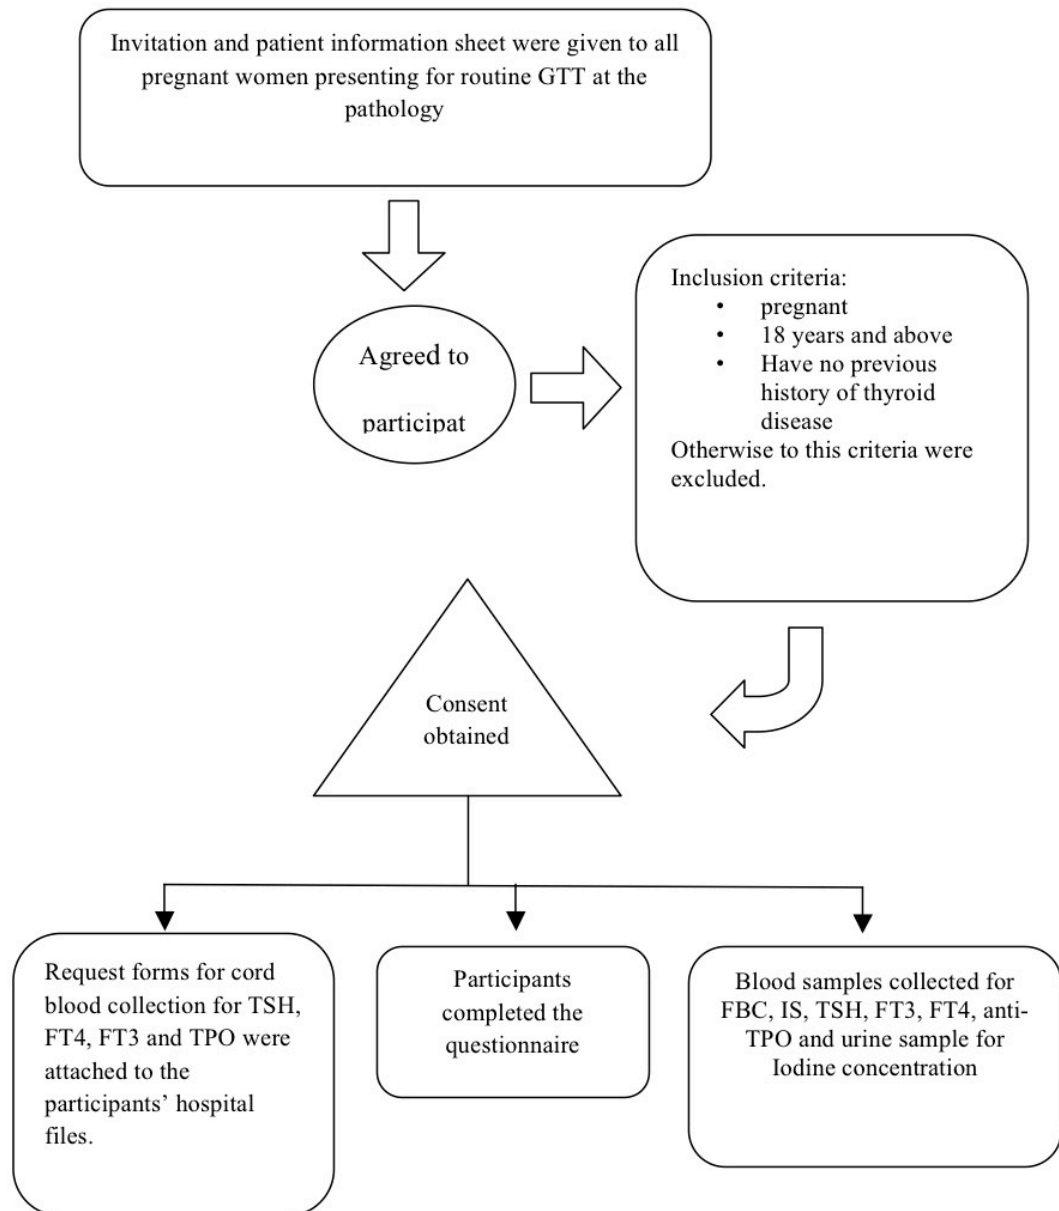 Invitation and patient information sheet were given to all
pregnant women presenting for routine GTT at the
pathology
Agreed to
participat
Inclusion criteria:
• pregnant
• 18 years and above
• Have no previous
history of thyroid
disease
Otherwise to this criteria were
excluded.
Consent
obtained
Request forms for cord
blood collection for TSH,
FT4, FT3 and TPO were
attached to the
participants’ hospital
files.
Participants
completed the
questionnaire
Blood samples collected for
FBC, IS, TSH, FT3, FT4, anti-
TPO and urine sample for
Iodine concentration